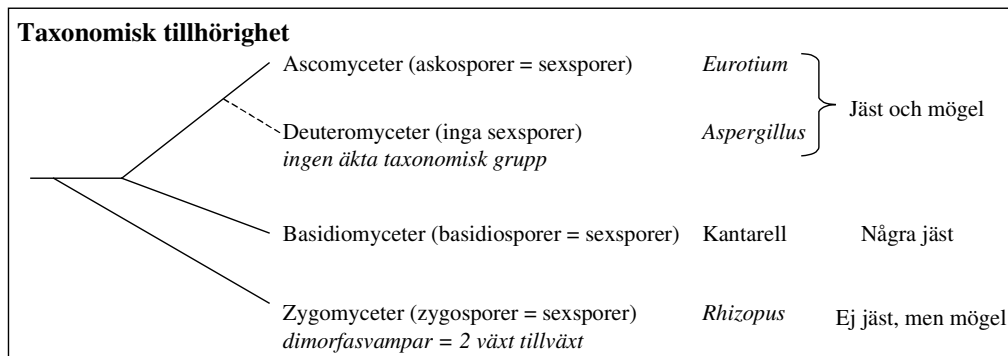 Taxonomisk tillhörighet
Ascomyceter (askosporer = sexsporer) Eurotium
Jäst och mögel
Deuteromyceter (inga sexsporer) Aspergillus
ingen äkta taxonomisk grupp
Basidiomyceter (basidiosporer = sexsporer) Kantarell Några jäst
Zygomyceter (zygosporer = sexsporer) Rhizopus Ej jäst, men mögel
dimorfasvampar = 2 växt tillväxt